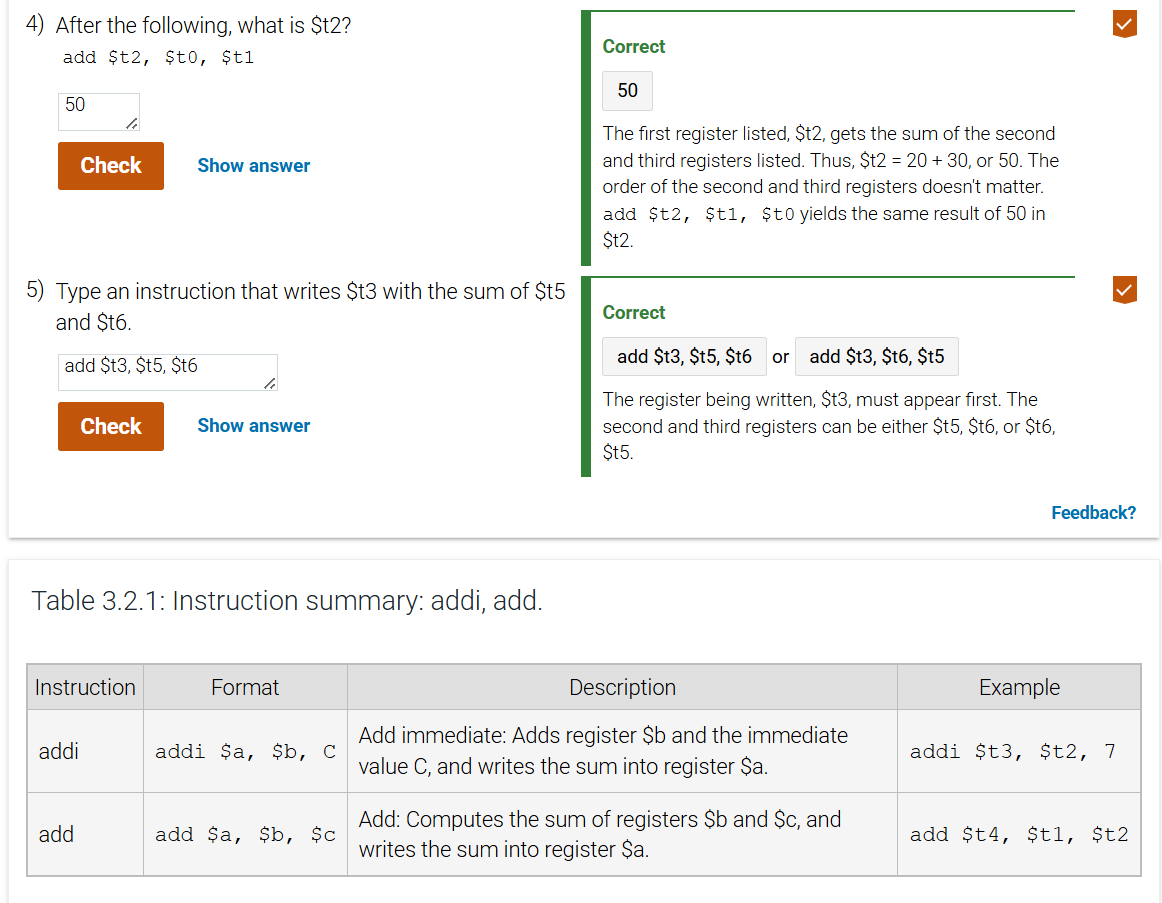 4) After the following, what is $t2?
add $t2, $t0, $t1
50
Check Show answer
Correct
50
The first register listed, $t2, gets the sum of the second
and third registers listed. Thus, $t2 = 20 + 30, or 50. The
order of the second and third registers doesn't matter.
add $t2, $t1, $t0 yields the same result of 50 in
$t2.
5) Type an instruction that writes $t3 with the sum of $t5
and $t6.
add $t3, $t5, $t6
Check Show answer
Correct
add $t3, $t5, $t6 or add $t3, $t6, $t5
The register being written, $t3, must appear first. The
second and third registers can be either $t5, $t6, or $t6,
$t5.
Feedback?
Table 3.2.1: Instruction summary: addi, add.
Instruction Format Description Example
addi addi $a, $b, C Add immediate: Adds register $b and the immediate
value C, and writes the sum into register $a. addi $t3, $t2, 7
add add $a, $b, $c Add: Computes the sum of registers $b and $c, and
writes the sum into register $a. add $t4, $t1, $t2